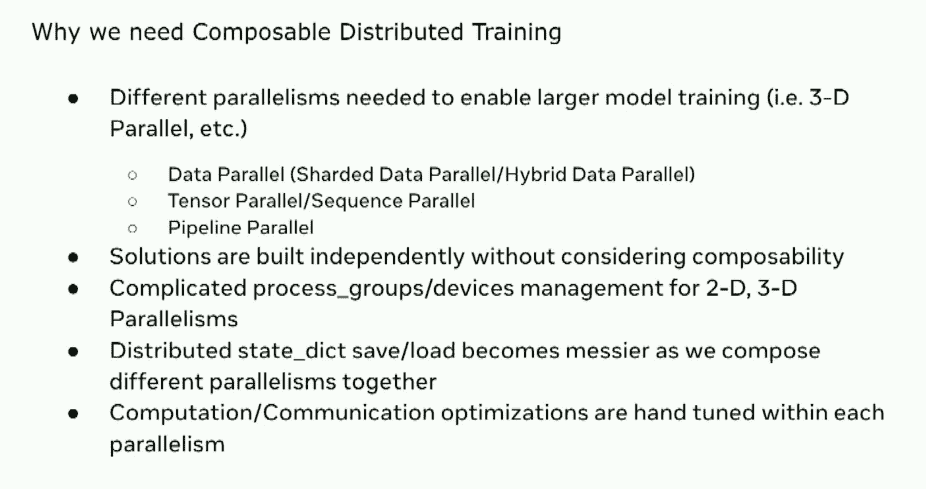 Why we need Composable Distributed Training
● Different parallelisms needed to enable larger model training (i.e. 3-D
Parallel, etc.)
○ Data Parallel (Sharded Data Parallel/Hybrid Data Parallel)
○ Tensor Parallel/Sequence Parallel
○ Pipeline Parallel
● Solutions are built independently without considering composability
● Complicated process_groups/devices management for 2-D, 3-D
Parallelisms
● Distributed state_dict save/load becomes messier as we compose
different parallelisms together
● Computation/Communication optimizations are hand tuned within each
parallelism